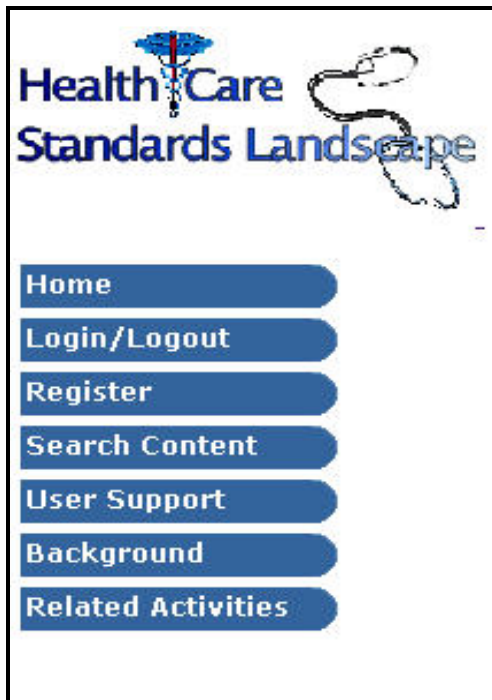 Health Care
Standards Landscape
Home
Login/Logout
Register
Search Content
User Support
Background
Related Activities